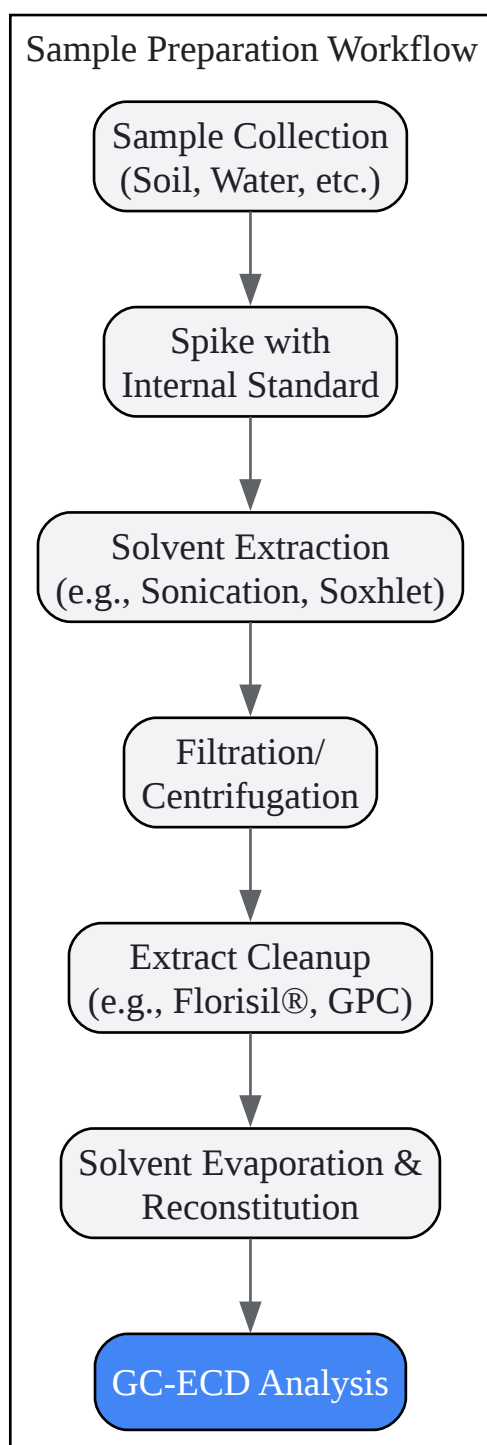 Sample Preparation Workflow
Sample Collection
(Soil, Water, etc.)
Spike with
Internal Standard
Solvent Extraction
(e.g., Sonication, Soxhlet)
Filtration/
Centrifugation
Extract Cleanup
(e.g., Florisil®, GPC)
Solvent Evaporation &
Reconstitution
GC-ECD Analysis